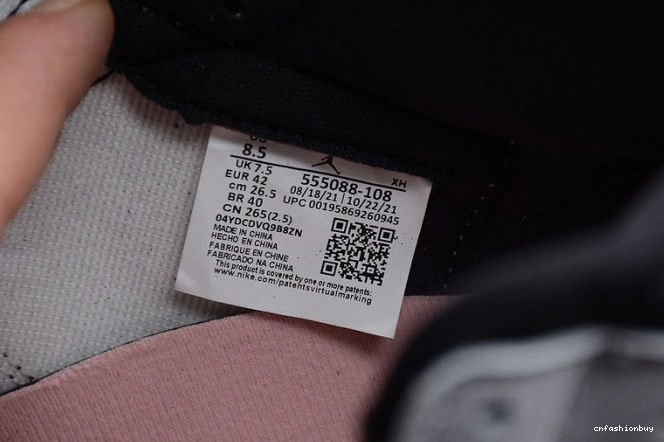 8.5
UK 7.5
EUR 42
cm 26.5
BR 40
CN 265(2.5)
04YDCDVQ9B8ZN
MADE IN CHINA
HECHO EN CHINA
FABRIQUE EN CHINE
FABRICADO NA CHINA
XH
555088-108
08/18/21 | 10/22/21
UPC 00195869260945
This product is covered by one or more patents:
www.nike.com/patentsvirtualmarking
cnfashionbuy